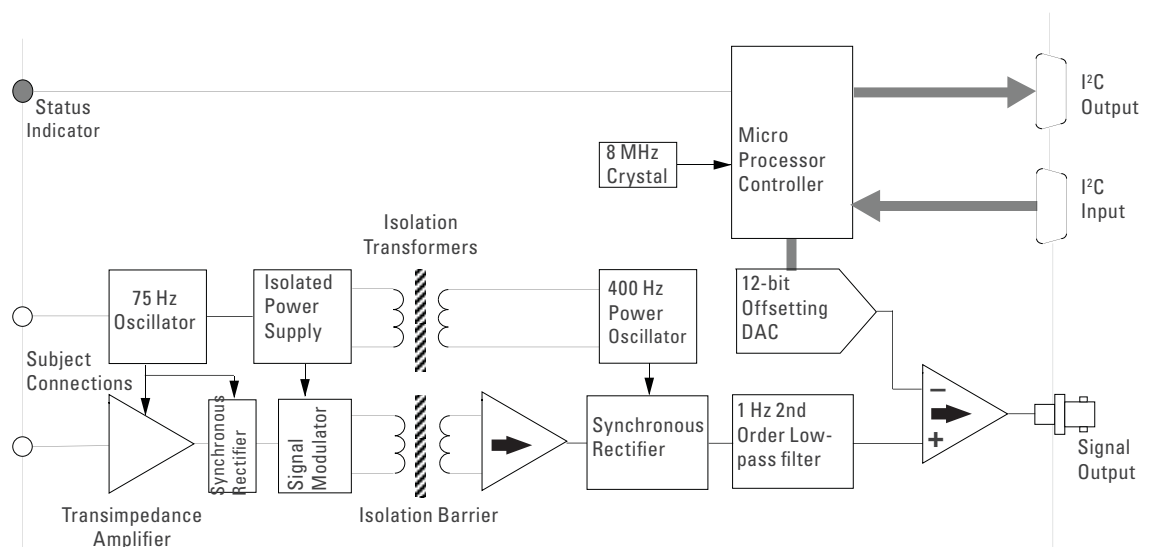 Status
Indicator
8 MHz
Crystal
Micro
Processor
Controller
I²C
Output
I²C
Input
Isolation
Transformers
75 Hz
Oscillator
Isolated
Power
Supply
400 Hz
Power
Oscillator
12-bit
Offsetting
DAC
Subject
Connections
Synchronous
Rectifier
Signal
Modulator
Synchronous
Rectifier
1 Hz 2nd
Order Low-
pass filter
−
+
Signal
Output
Transimpedance
Amplifier
Isolation Barrier